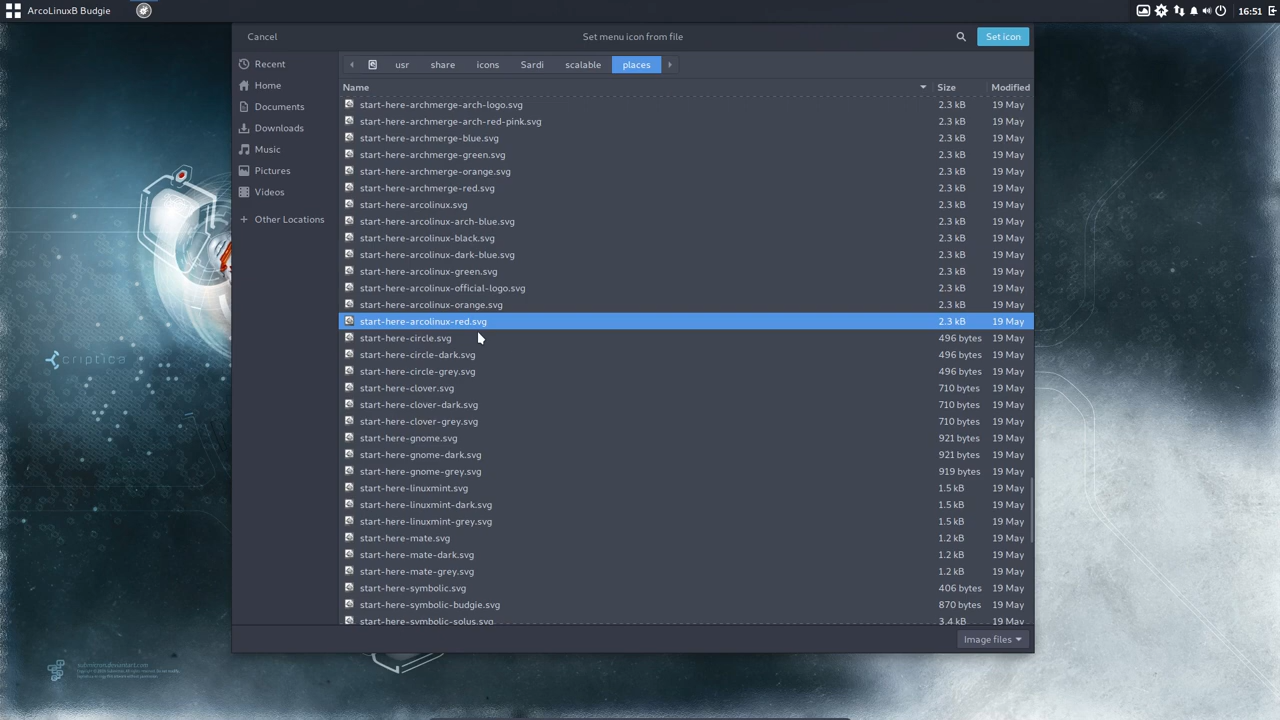 ArcoLinuxB Budgie
16:51
Cancel
Set menu icon from file
Set icon
Recent
Home
Documents
Downloads
Music
Pictures
Videos
Other Locations
usr share icons Sardi scalable places
Name Size Modified
start-here-archmerge-arch-logo.svg 2.3 kB 19 May
start-here-archmerge-arch-red-pink.svg 2.3 kB 19 May
start-here-archmerge-blue.svg 2.3 kB 19 May
start-here-archmerge-green.svg 2.3 kB 19 May
start-here-archmerge-orange.svg 2.3 kB 19 May
start-here-archmerge-red.svg 2.3 kB 19 May
start-here-arcolinux.svg 2.3 kB 19 May
start-here-arcolinux-arch-blue.svg 2.3 kB 19 May
start-here-arcolinux-black.svg 2.3 kB 19 May
start-here-arcolinux-dark-blue.svg 2.3 kB 19 May
start-here-arcolinux-green.svg 2.3 kB 19 May
start-here-arcolinux-official-logo.svg 2.3 kB 19 May
start-here-arcolinux-orange.svg 2.3 kB 19 May
start-here-arcolinux-red.svg 2.3 kB 19 May
start-here-circle.svg 496 bytes 19 May
start-here-circle-dark.svg 496 bytes 19 May
start-here-circle-grey.svg 496 bytes 19 May
start-here-clover.svg 710 bytes 19 May
start-here-clover-dark.svg 710 bytes 19 May
start-here-clover-grey.svg 710 bytes 19 May
start-here-gnome.svg 921 bytes 19 May
start-here-gnome-dark.svg 921 bytes 19 May
start-here-gnome-grey.svg 919 bytes 19 May
start-here-linuxmint.svg 1.5 kB 19 May
start-here-linuxmint-dark.svg 1.5 kB 19 May
start-here-linuxmint-grey.svg 1.5 kB 19 May
start-here-mate.svg 1.2 kB 19 May
start-here-mate-dark.svg 1.2 kB 19 May
start-here-mate-grey.svg 1.2 kB 19 May
start-here-symbolic.svg 406 bytes 19 May
start-here-symbolic-budgie.svg 870 bytes 19 May
start-here-symbolic-solus.svg 3.4 kB 19 May
Image files
criptica